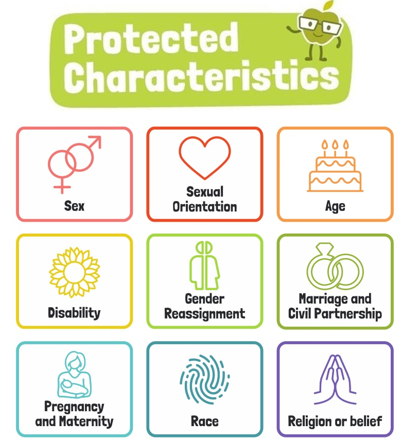 Protected
Characteristics
Sex
Sexual
Orientation
Age
Disability
Gender
Reassignment
Marriage and
Civil Partnership
Pregnancy
and Maternity
Race
Religion or belief